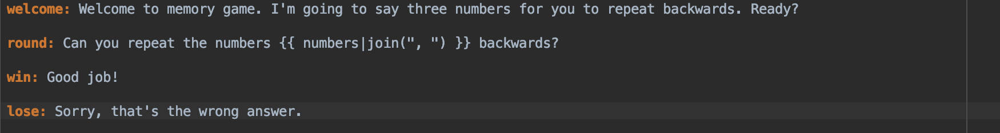 welcome: Welcome to memory game. I'm going to say three numbers for you to repeat backwards. Ready?
round: Can you repeat the numbers {{ numbers|join(", ") }} backwards?
win: Good job!
lose: Sorry, that's the wrong answer.